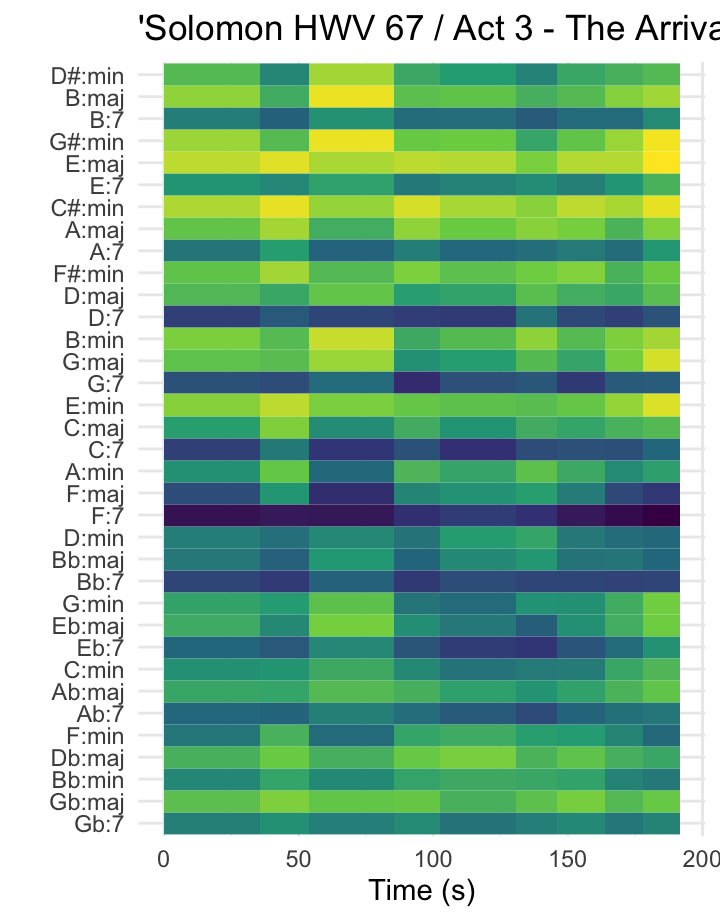 'Solomon HWV 67 / Act 3 - The Arriva
D#:min
B:maj
B:7
G#:min
E:maj
E:7
C#:min
A:maj
A:7
F#:min
D:maj
D:7
B:min
G:maj
G:7
E:min
C:maj
C:7
A:min
F:maj
F:7
D:min
Bb:maj
Bb:7
G:min
Eb:maj
Eb:7
C:min
Ab:maj
Ab:7
F:min
Db:maj
Bb:min
Gb:maj
Gb:7
0 50 100 150 200
Time (s)